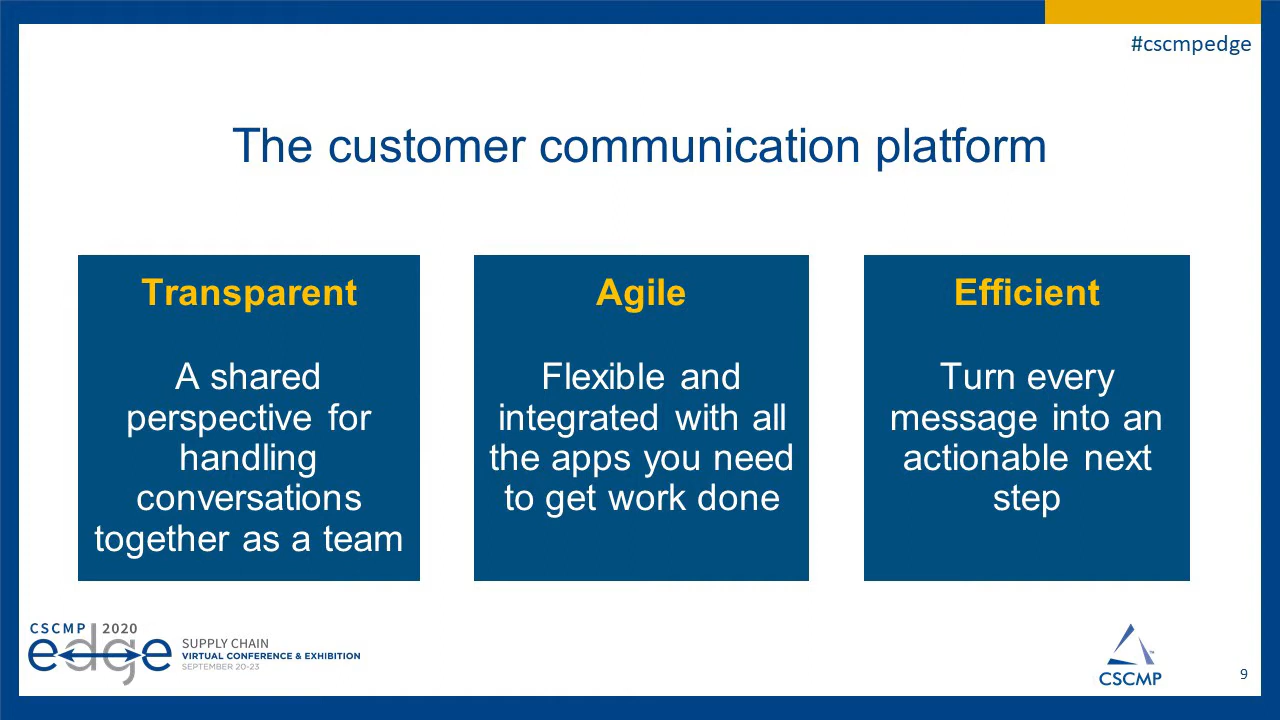 #cscmpedge
The customer communication platform
Transparent
A shared
perspective for
handling
conversations
together as a team
Agile
Flexible and
integrated with all
the apps you need
to get work done
Efficient
Turn every
message into an
actionable next
step
CSCMP 2020
edge
SUPPLY CHAIN
VIRTUAL CONFERENCE & EXHIBITION
SEPTEMBER 20-23
CSCMP
9